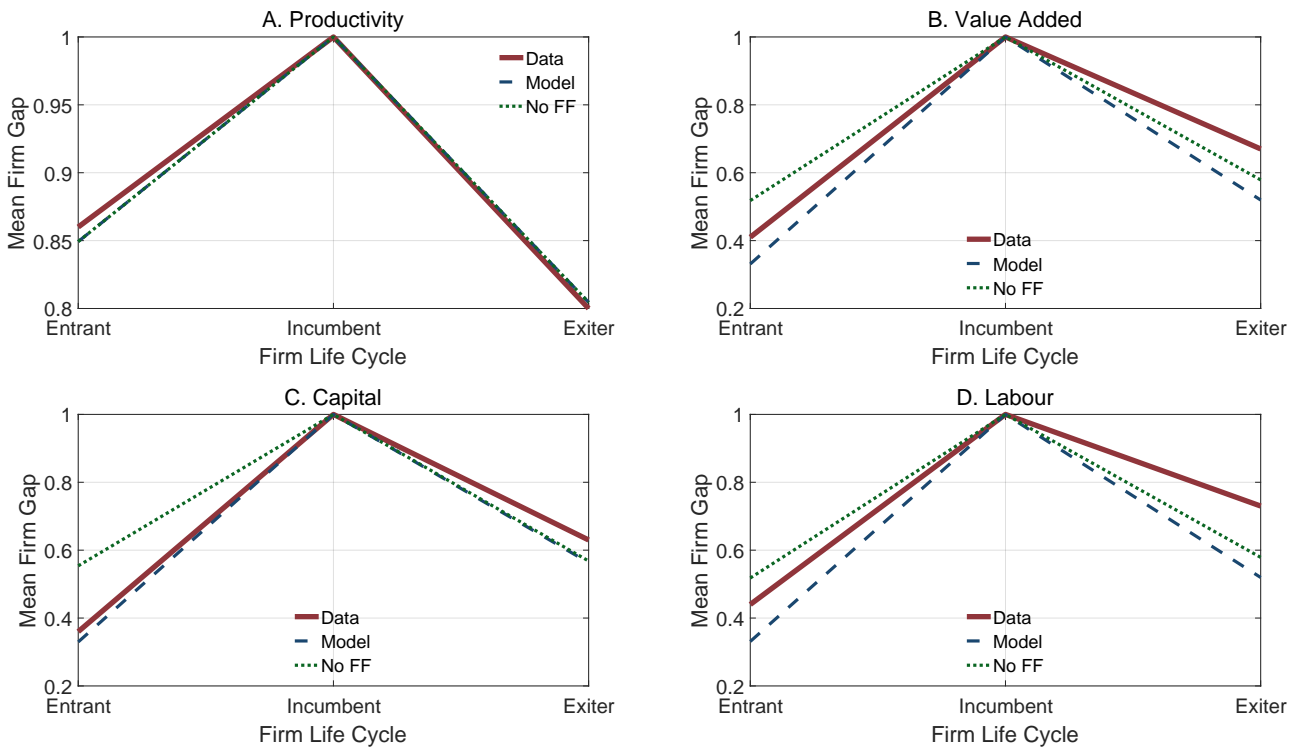 A. Productivity
1
0.95
0.9
0.85
0.8
Mean Firm Gap
Data
Model
No FF
Entrant
Incumbent
Exiter
Firm Life Cycle
B. Value Added
1
0.8
0.6
0.4
0.2
Mean Firm Gap
Data
Model
No FF
Entrant
Incumbent
Exiter
Firm Life Cycle
C. Capital
1
0.8
0.6
0.4
0.2
Mean Firm Gap
Data
Model
No FF
Entrant
Incumbent
Exiter
Firm Life Cycle
D. Labour
1
0.8
0.6
0.4
0.2
Mean Firm Gap
Data
Model
No FF
Entrant
Incumbent
Exiter
Firm Life Cycle